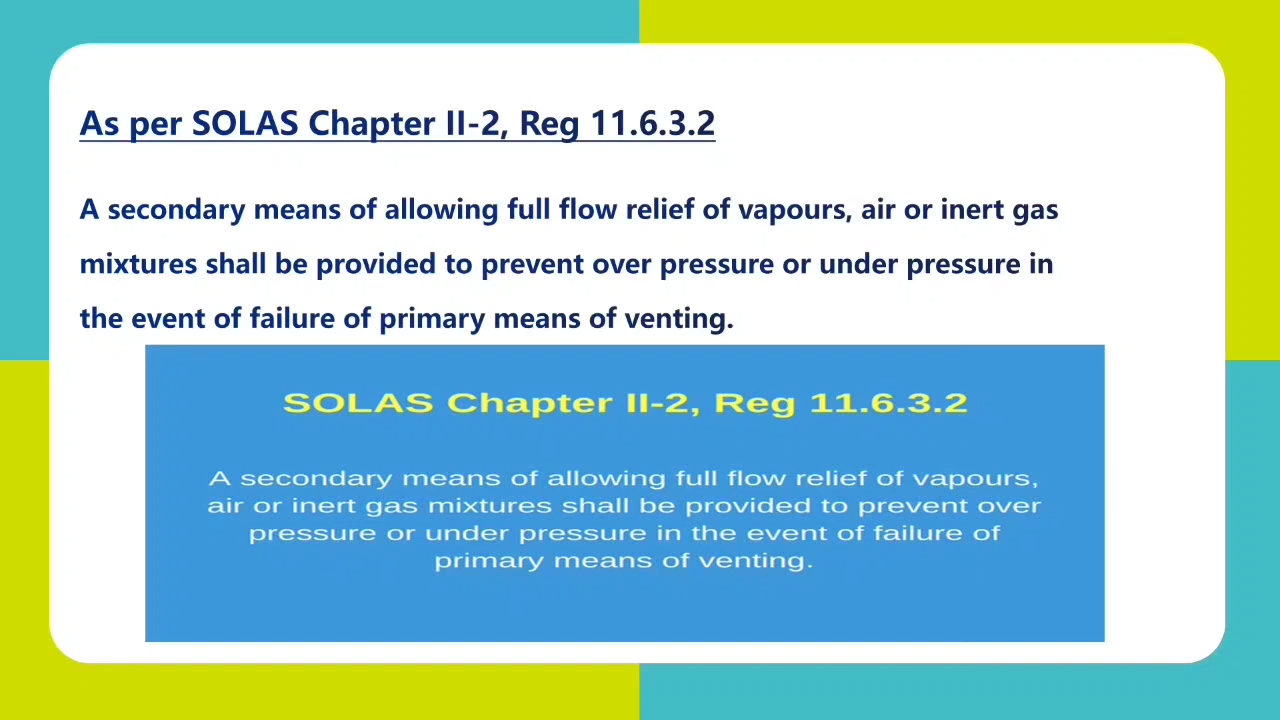 As per SOLAS Chapter II-2, Reg 11.6.3.2
A secondary means of allowing full flow relief of vapours, air or inert gas
mixtures shall be provided to prevent over pressure or under pressure in
the event of failure of primary means of venting.
SOLAS Chapter II-2, Reg 11.6.3.2
A secondary means of allowing full flow relief of vapours,
air or inert gas mixtures shall be provided to prevent over
pressure or under pressure in the event of failure of
primary means of venting.